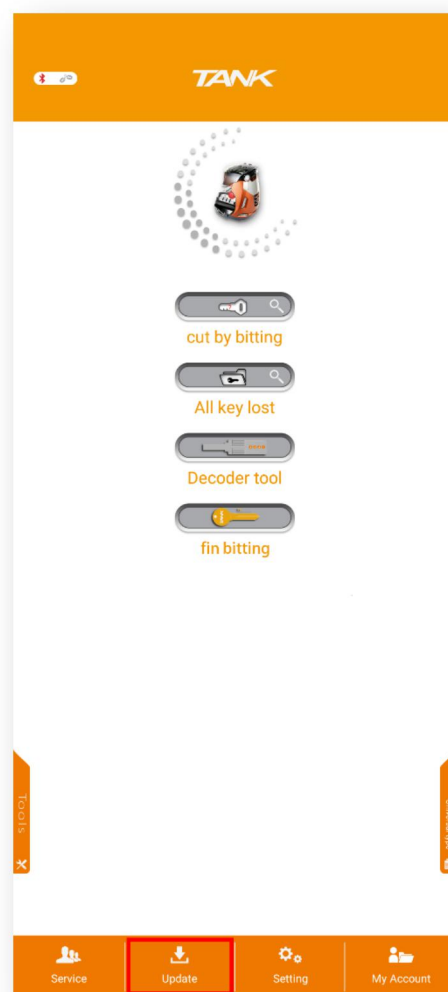 TANK
cut by bitting
All key lost
Decoder tool
fin bitting
Tools
Service
Update
Setting
My Account